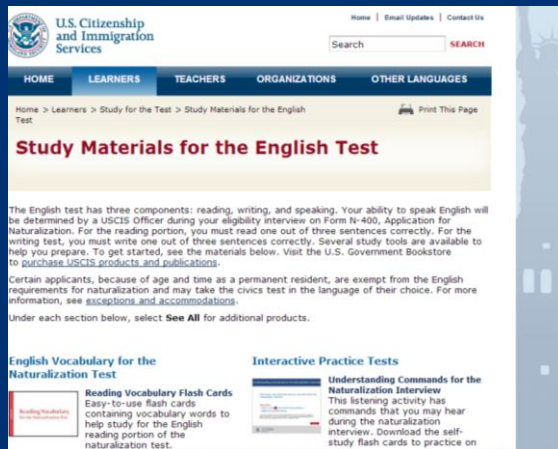 U.S. Citizenship
and Immigration
Services
Home | Email Updates | Contact Us
Search SEARCH
HOME LEARNERS TEACHERS ORGANIZATIONS OTHER LANGUAGES
Home > Learners > Study for the Test > Study Materials for the English
Test
Print This Page
Study Materials for the English Test
The English test has three components: reading, writing, and speaking. Your ability to speak English will
be determined by a USCIS Officer during your eligibility interview on Form N-400, Application for
Naturalization. For the reading portion, you must read one out of three sentences correctly. For the
writing test, you must write one out of three sentences correctly. Several study tools are available to
help you prepare. To get started, see the materials below. Visit the U.S. Government Bookstore
to purchase USCIS products and publications.
Certain applicants, because of age and time as a permanent resident, are exempt from the English
requirements for naturalization and may take the civics test in the language of their choice. For more
information, see exceptions and accommodations.
Under each section below, select See All for additional products.
English Vocabulary for the
Naturalization Test
Reading Vocabulary
Reading Vocabulary Flash Cards
Easy-to-use flash cards
containing vocabulary words to
help study for the English
reading portion of the
naturalization test.
Interactive Practice Tests
Understanding Commands for the
Naturalization Interview
This listening activity has
commands that you may hear
during the naturalization
interview. Download the self-
study flash cards to practice on